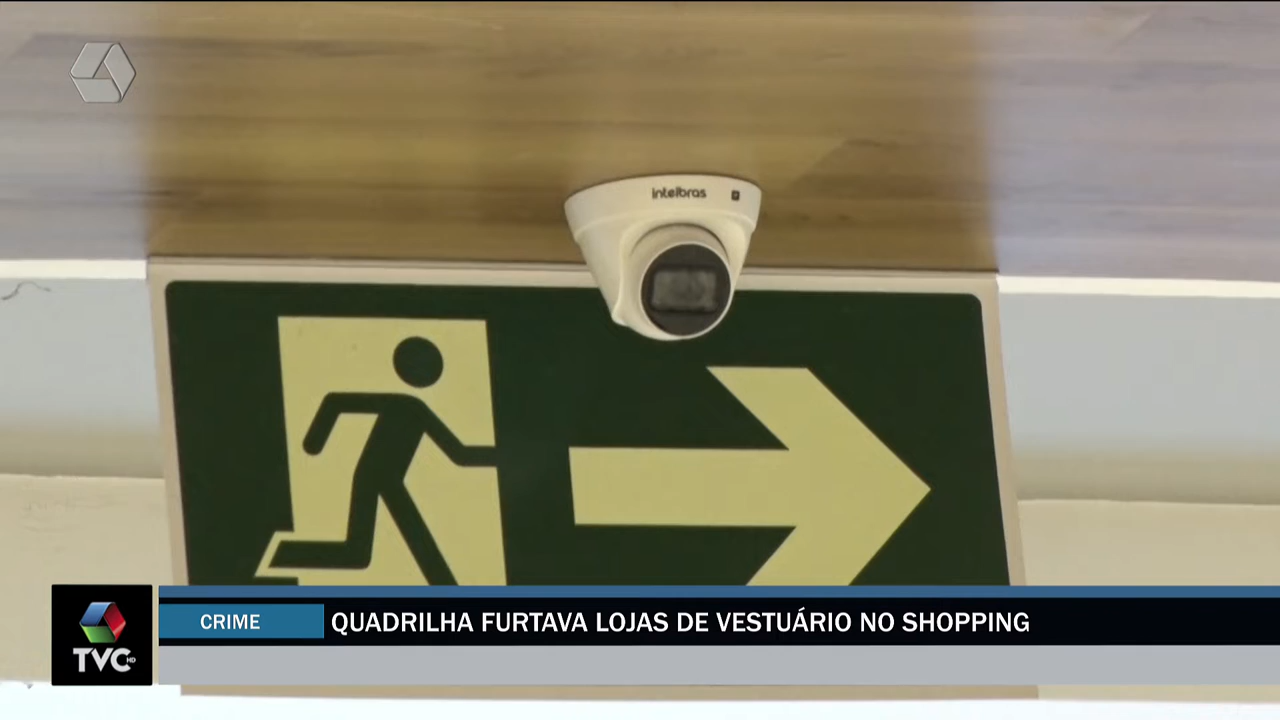 intelbras
CRIME
QUADRILHA FURTAVA LOJAS DE VESTUÁRIO NO SHOPPING
TVC HD